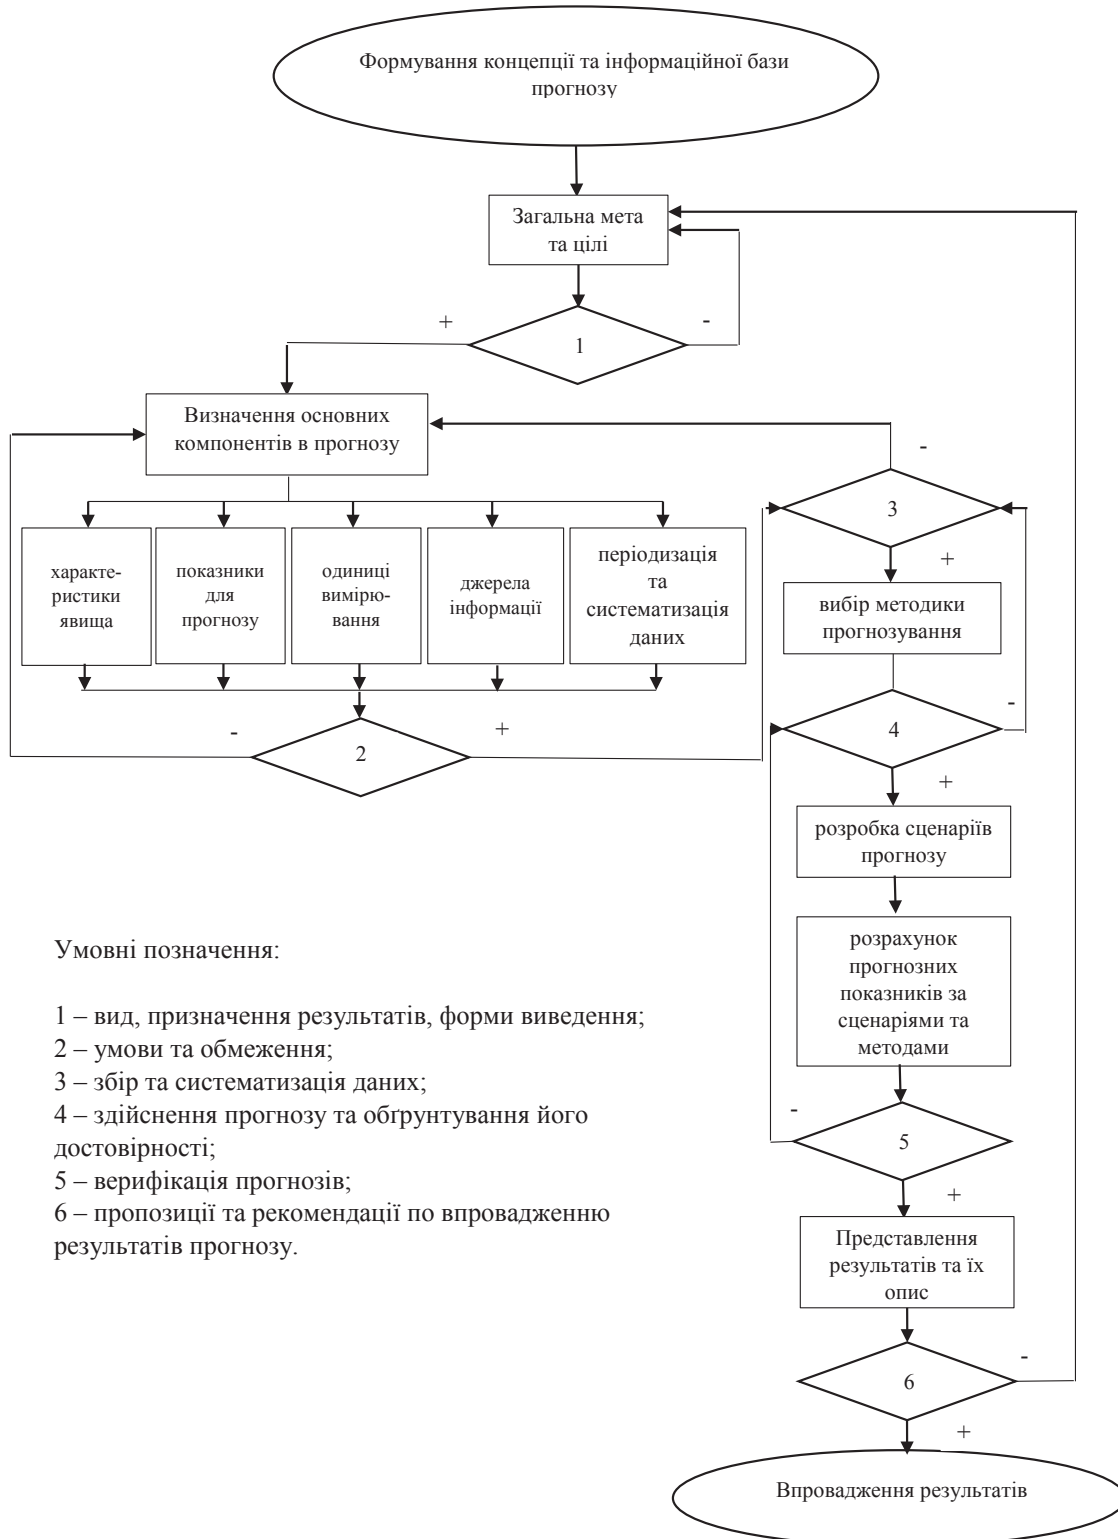 Формування концепції та інформаційної бази
прогнозу
Загальна мета
та цілі
+
-
1
Визначення основних
компонентів в прогнозу
-
3
характе-
ристики
явища
показники
для
прогнозу
одиниці
вимірю-
вання
джерела
інформації
періодизація
та
систематизація
даних
+
вибір методики
прогнозування
-
2
+
4
-
+
розробка сценаріїв
прогнозу
розрахунок
прогнозних
показників за
сценаріями та
методами
-
5
+
Представлення
результатів та їх
опис
-
6
+
Впровадження результатів
Умовні позначення:
1 – вид, призначення результатів, форми виведення;
2 – умови та обмеження;
3 – збір та систематизація даних;
4 – здійснення прогнозу та обґрунтування його
достовірності;
5 – верифікація прогнозів;
6 – пропозиції та рекомендації по впровадженню
результатів прогнозу.